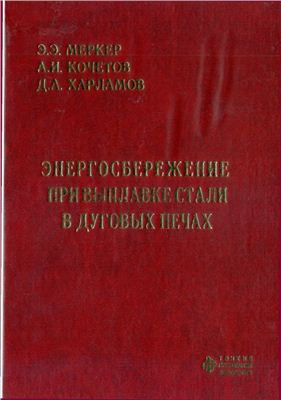 Э.Э. МЕРКЕР
А.И. КОЧЕТОВ
Д.А. ХАРЛАМОВ
ЭНЕРГОСБЕРЕЖЕНИЕ
ПРИ ВЫПЛАВКЕ СТАЛИ
В ДУГОВЫХ ПЕЧАХ